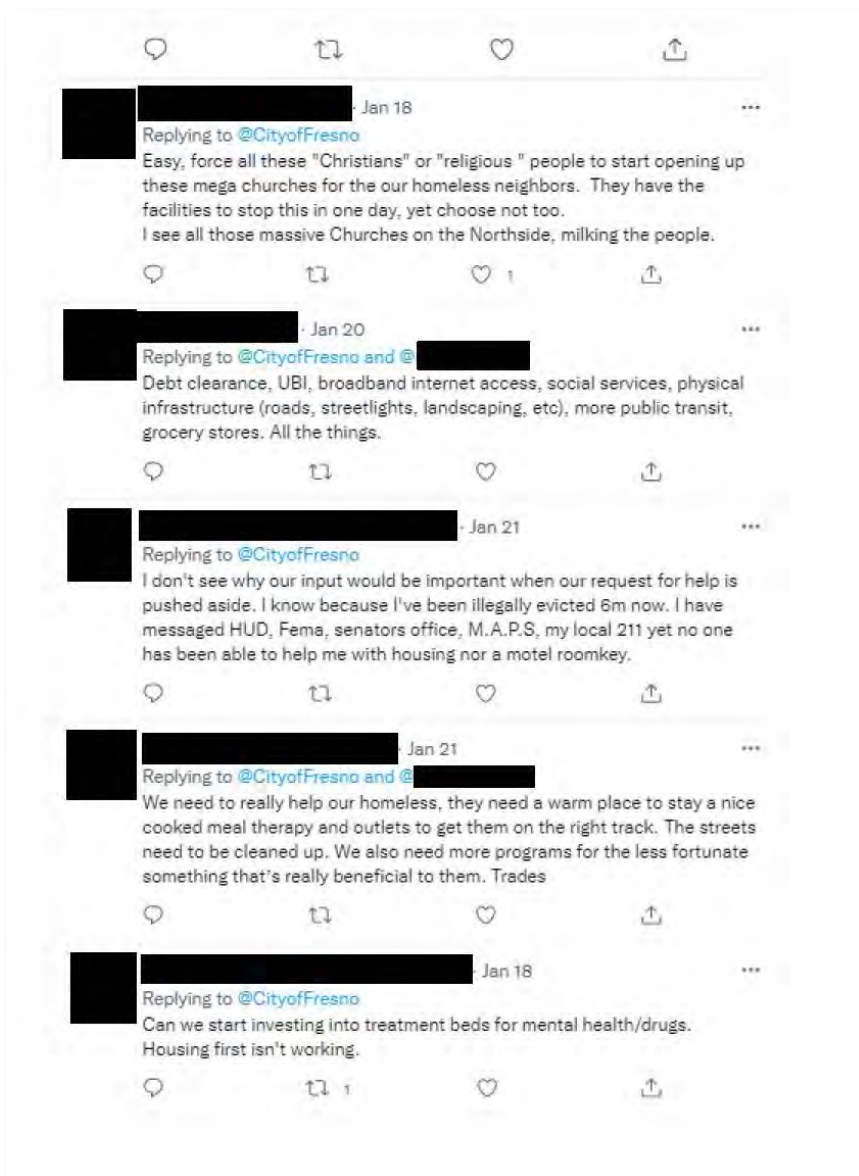 · Jan 18
Replying to @CityofFresno
Easy, force all these "Christians" or "religious " people to start opening up
these mega churches for the our homeless neighbors.  They have the
facilities to stop this in one day, yet choose not too.
I see all those massive Churches on the Northside, milking the people.
1
· Jan 20
Replying to @CityofFresno and @
Debt clearance, UBI, broadband internet access, social services, physical
infrastructure (roads, streetlights, landscaping, etc), more public transit,
grocery stores. All the things.
· Jan 21
Replying to @CityofFresno
I don't see why our input would be important when our request for help is
pushed aside. I know because I've been illegally evicted 6m now. I have
messaged HUD, Fema, senators office, M.A.P.S, my local 211 yet no one
has been able to help me with housing nor a motel roomkey.
· Jan 21
Replying to @CityofFresno and @
We need to really help our homeless, they need a warm place to stay a nice
cooked meal therapy and outlets to get them on the right track. The streets
need to be cleaned up. We also need more programs for the less fortunate
something that's really beneficial to them. Trades
· Jan 18
Replying to @CityofFresno
Can we start investing into treatment beds for mental health/drugs.
Housing first isn't working.
1